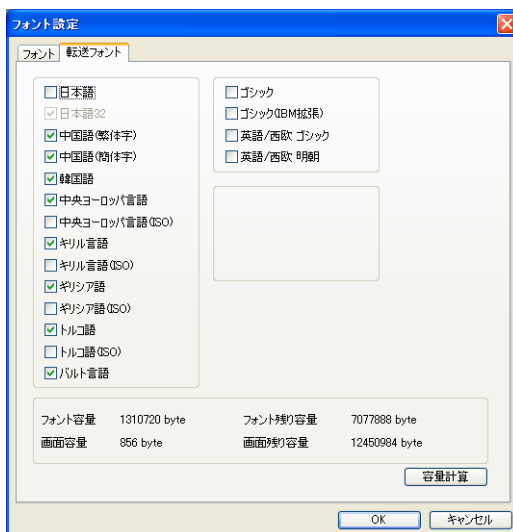 フォント設定
フォント 転送フォント
日本語
日本語32
中国語(繁体字)
中国語(簡体字)
韓国語
中央ヨーロッパ言語
中央ヨーロッパ言語(ISO)
キリル言語
キリル言語(ISO)
ギリシア語
ギリシア語(ISO)
トルコ語
トルコ語(ISO)
バルト言語
ゴシック
ゴシック(IBM拡張)
英語/西欧 ゴシック
英語/西欧 明朝
フォント容量 1310720 byte フォント残り容量 7077888 byte
画面容量 856 byte 画面残り容量 12450984 byte
容量計算
OK キャンセル